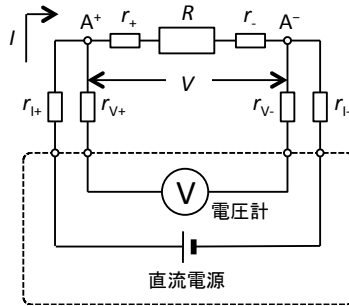 I
A⁺ r₊ R r₋ A⁻
V
r_I+ r_V+ r_V- r_I-
V
電圧計
直流電源